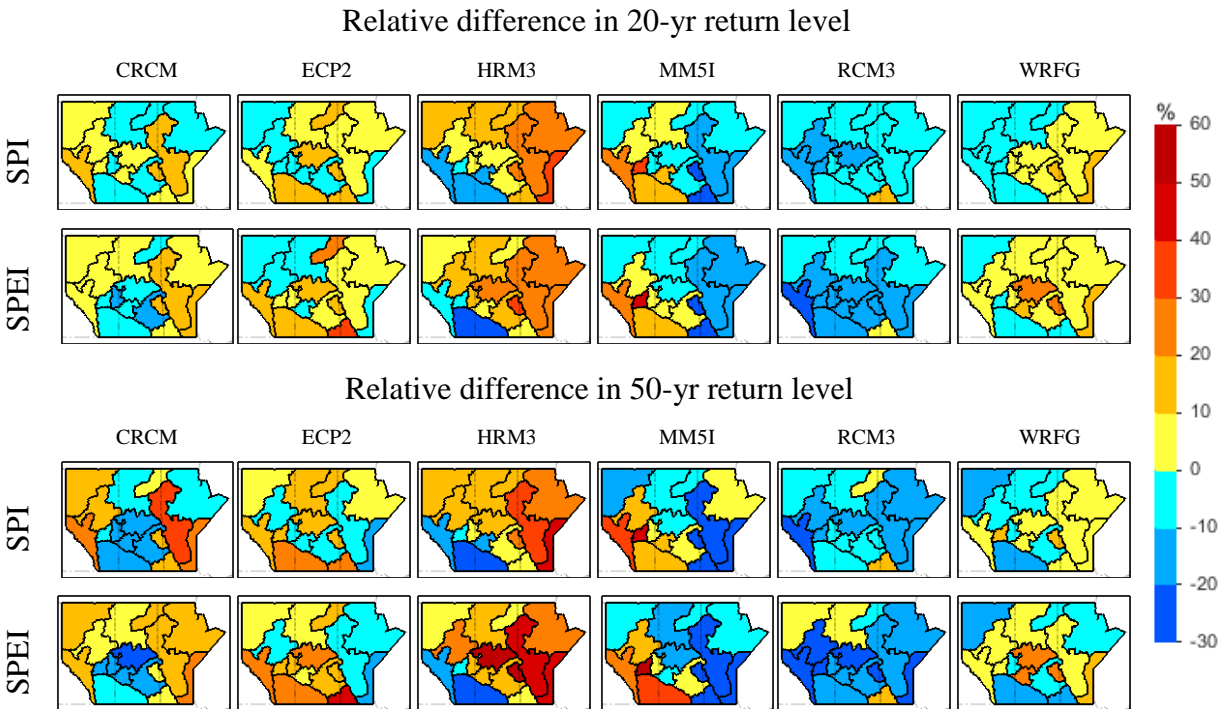 Relative difference in 20-yr return level
CRCM ECP2 HRM3 MM5I RCM3 WRFG
SPI
SPEI
Relative difference in 50-yr return level
CRCM ECP2 HRM3 MM5I RCM3 WRFG
SPI
SPEI
%
60
50
40
30
20
10
0
-10
-20
-30